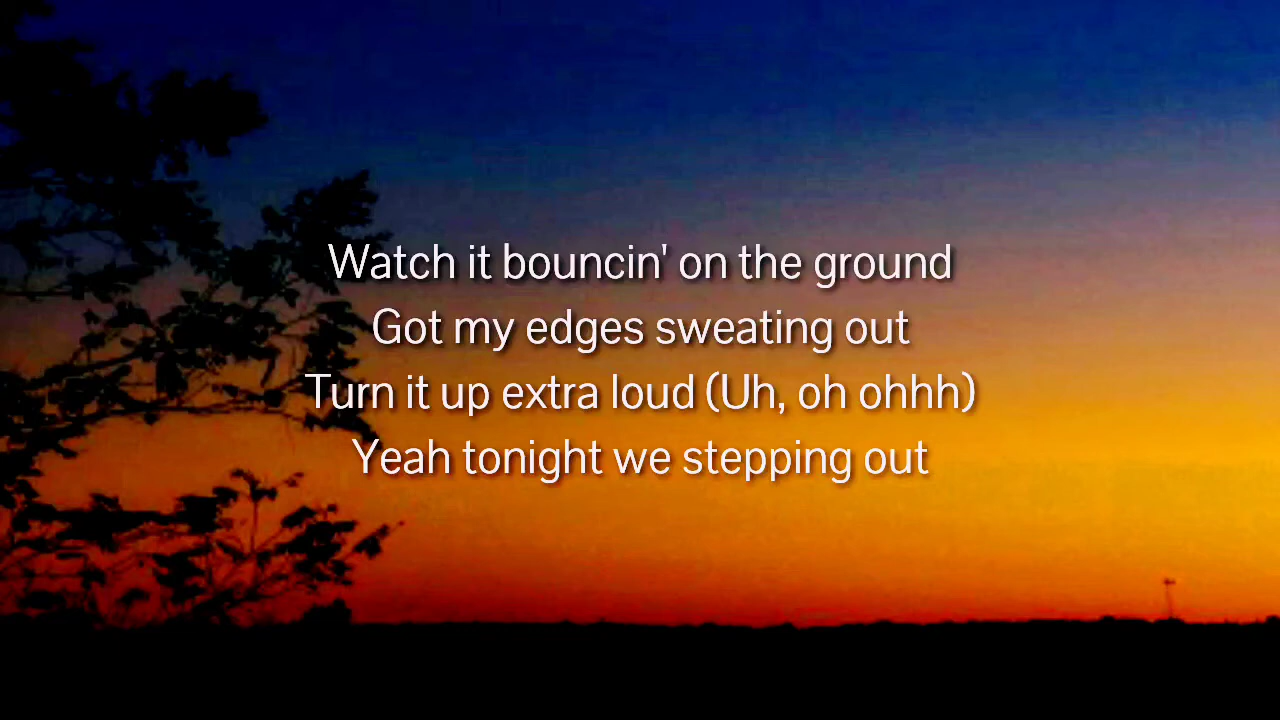 Watch it bouncin' on the ground
Got my edges sweating out
Turn it up extra loud (Uh, oh ohhh)
Yeah tonight we stepping out